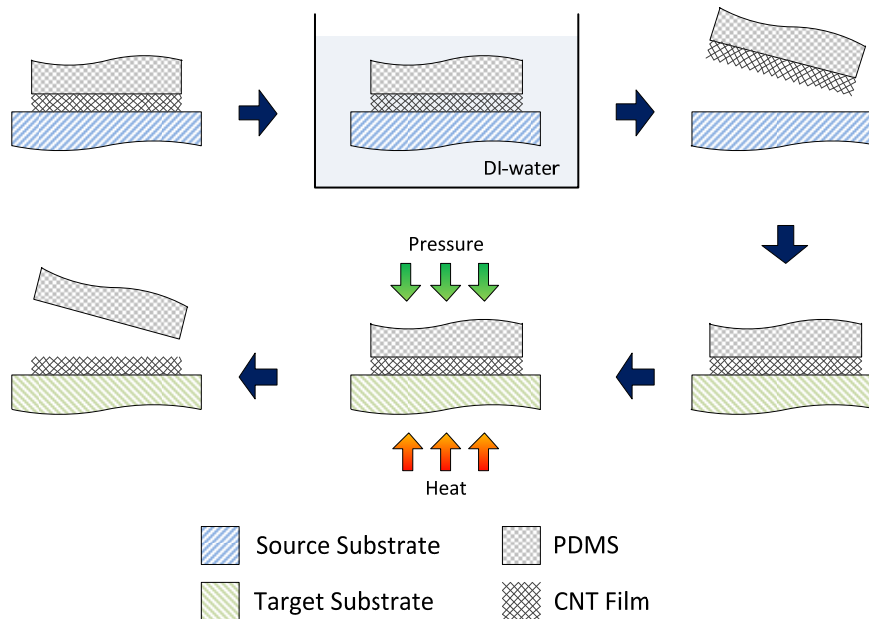 DI-water
Pressure
Heat
Source Substrate
PDMS
Target Substrate
CNT Film